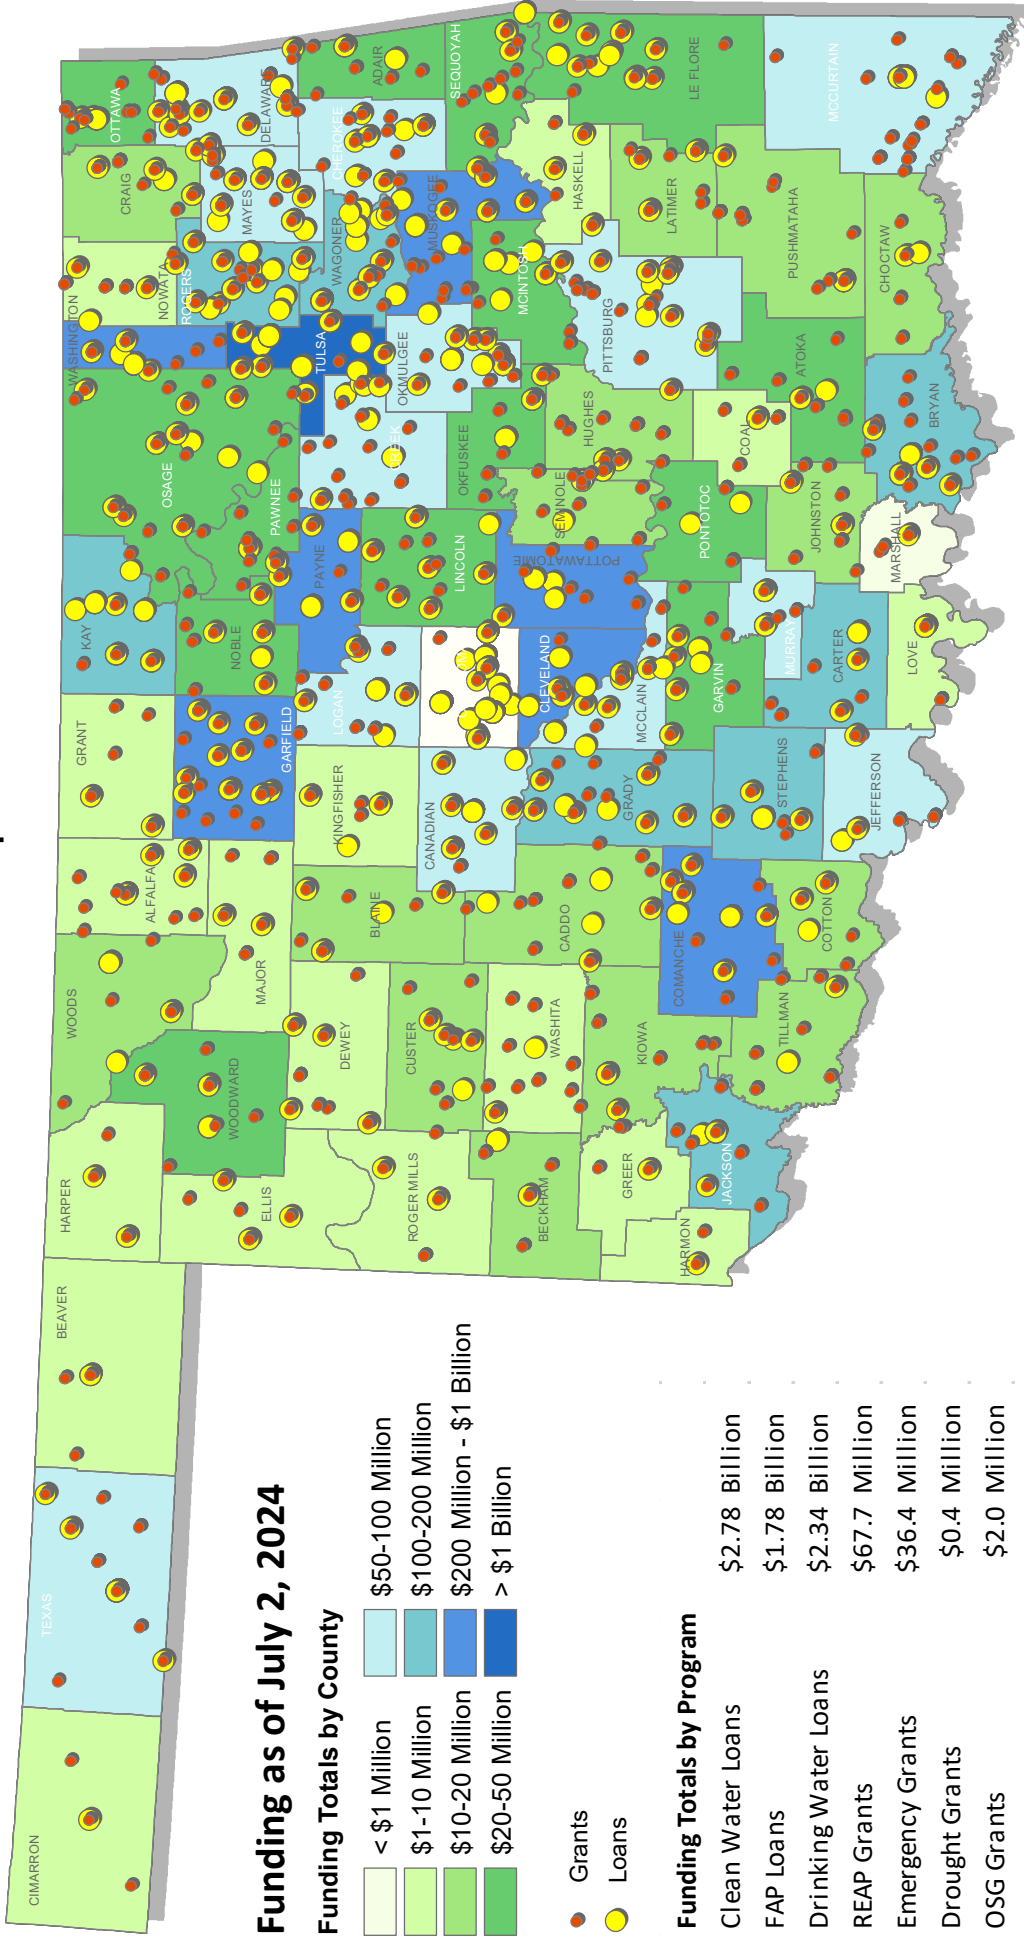 CIMARRON
TEXAS
BEAVER
HARPER
WOODS
ALFALFA
GRANT
KAY
OSAGE
WASHINGTON
NOWATA
CRAIG
OTTAWA
ELLIS
WOODWARD
MAJOR
GARFIELD
NOBLE
PAWNEE
ROGERS
MAYES
DELAWARE
ROGER MILLS
DEWEY
BLAINE
KINGFISHER
LOGAN
PAYNE
CREEK
TULSA
WAGONER
CHEROKEE
ADAIR
BECKHAM
CUSTER
CANADIAN
LINCOLN
OKFUSKEE
OKMULGEE
MUSKOGEE
SEQUOYAH
WASHITA
CADDO
GRADY
CLEVELAND
POTTAWATOMIE
SEMINOLE
HUGHES
MCINTOSH
HASKELL
GREER
KIOWA
MCCLAIN
PITTSBURG
LATIMER
LE FLORE
HARMON
JACKSON
TILLMAN
COMANCHE
COTTON
STEPHENS
GARVIN
PONTOTOC
COAL
ATOKA
PUSHMATAHA
MCCURTAIN
JEFFERSON
CARTER
MURRAY
JOHNSTON
LOVE
MARSHALL
BRYAN
CHOCTAW
Funding as of July 2, 2024
Funding Totals by County
< $1 Million
$1-10 Million
$10-20 Million
$20-50 Million
$50-100 Million
$100-200 Million
$200 Million - $1 Billion
> $1 Billion
Grants
Loans
Funding Totals by Program
Clean Water Loans $2.78 Billion
FAP Loans $1.78 Billion
Drinking Water Loans $2.34 Billion
REAP Grants $67.7 Million
Emergency Grants $36.4 Million
Drought Grants $0.4 Million
OSG Grants $2.0 Million